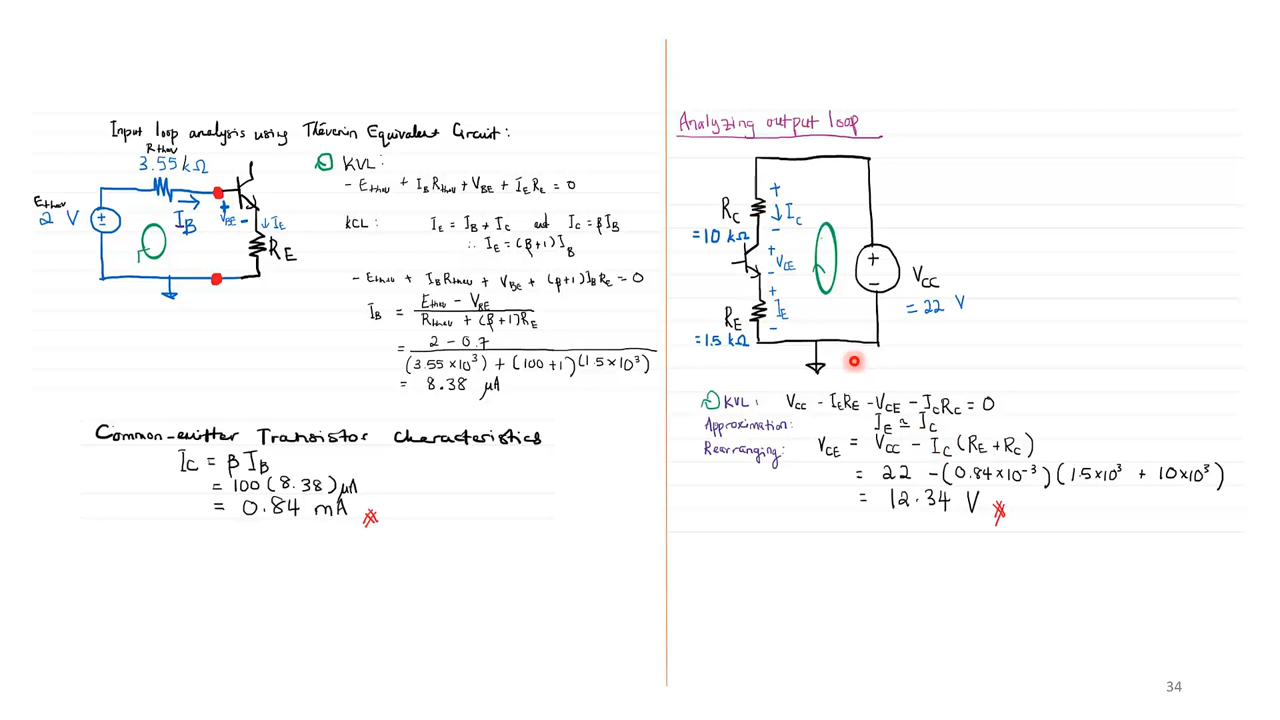 Input loop analysis using Thévenin Equivalent Circuit:
Rthev
3.55 kΩ
Ethev
2 V
+
-
IB
+
VBE -
↓ IE
RE
KVL:
- Ethev + IB Rthev + VBE + IE RE = 0
KCL: IE = IB + IC and IC = βIB
∴ IE = (β+1) IB
- Ethev + IB Rthev + VBE + (β+1) IB RE = 0
IB = Ethev - VBE
Rthev + (β+1) RE
= 2 - 0.7
(3.55 × 10³) + (100 + 1) (1.5 × 10³)
= 8.38 μA
Common-emitter Transistor Characteristics
IC = β IB
= 100 (8.38) μA
= 0.84 mA
Analyzing output loop
RC
= 10 kΩ
+
↓ IC
-
+
VCE
-
RE
= 1.5 kΩ
+
IE
-
+
-
VCC
= 22 V
KVL: VCC - IE RE - VCE - IC RC = 0
Approximation: IE ≃ IC
Rearranging: VCE = VCC - IC (RE + RC)
= 22 - (0.84 × 10⁻³) (1.5 × 10³ + 10 × 10³)
= 12.34 V
34